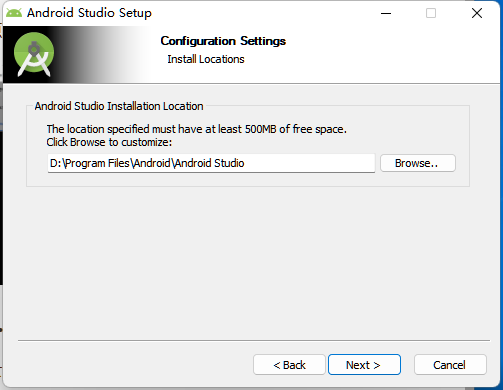 Android Studio Setup
Configuration Settings
Install Locations
Android Studio Installation Location
The location specified must have at least 500MB of free space.
Click Browse to customize:
D:\Program Files\Android\Android Studio
Browse..
< Back
Next >
Cancel